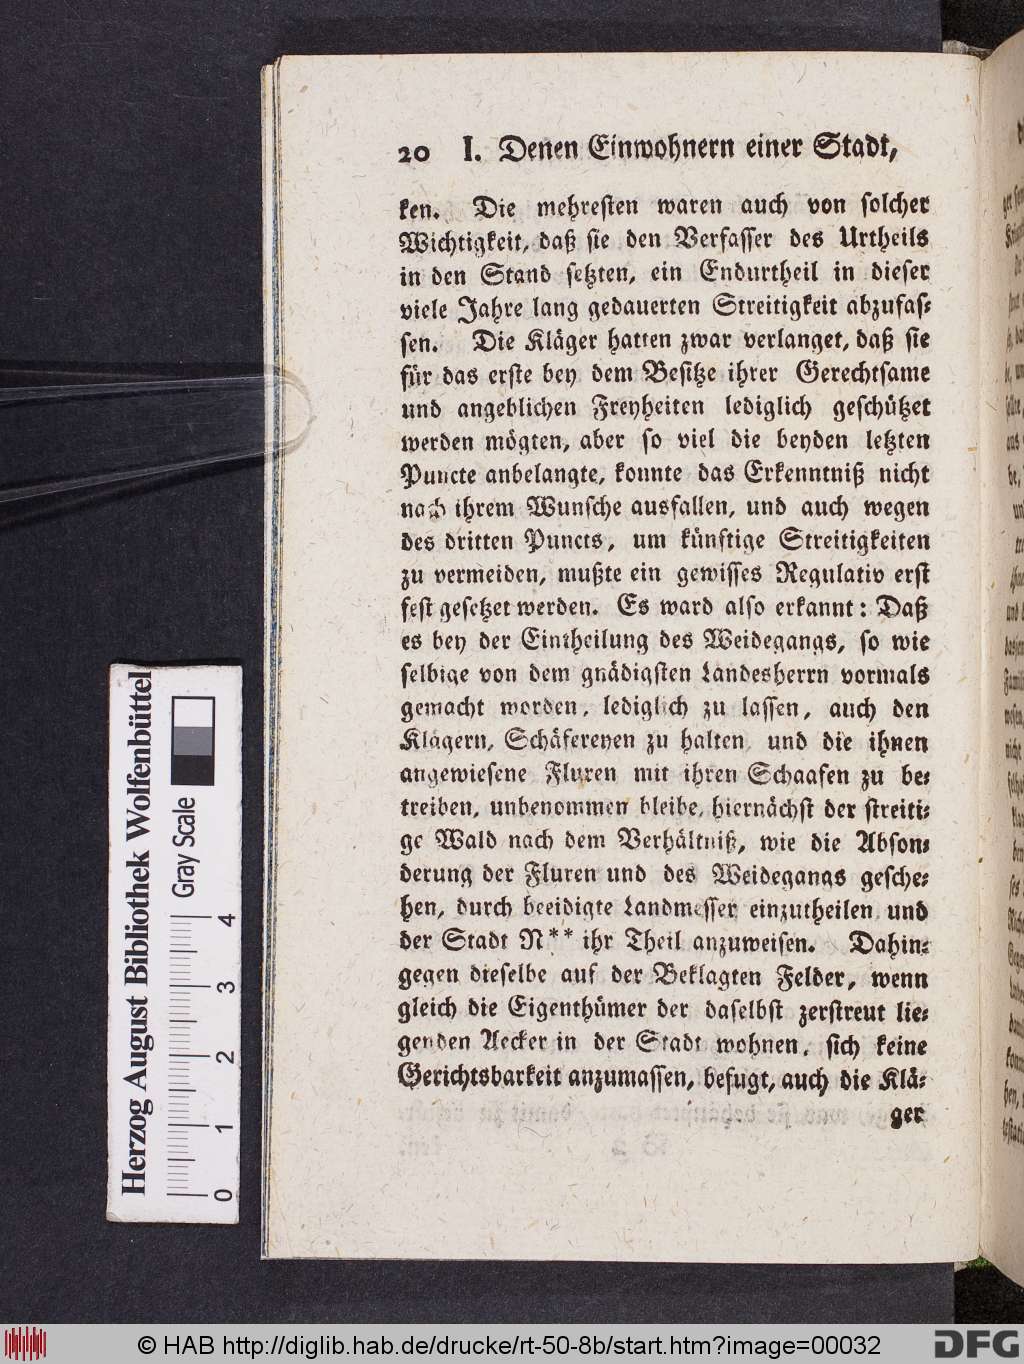 20 I. Denen Einwohnern einer Stadt,
ken. Die mehresten waren auch von solcher
Wichtigkeit, daß sie den Verfasser des Urtheils
in den Stand setzten, ein Endurtheil in dieser
viele Jahre lang gedauerten Streitigkeit abzufas-
sen. Die Kläger hatten zwar verlanget, daß sie
für das erste bey dem Besitze ihrer Gerechtsame
und angeblichen Freyheiten lediglich geschützet
werden mögten, aber so viel die beyden letzten
Puncte anbelangte, konnte das Erkenntniß nicht
nach ihrem Wunsche ausfallen, und auch wegen
des dritten Puncts, um künftige Streitigkeiten
zu vermeiden, mußte ein gewisses Regulativ erst
fest gesetzet werden. Es ward also erkannt: Daß
es bey der Eintheilung des Weidegangs, so wie
selbige von dem gnädigsten Landesherrn vormals
gemacht worden, lediglich zu lassen, auch den
Klägern, Schäfereyen zu halten, und die ihnen
angewiesene Fluren mit ihren Schaafen zu be-
treiben, unbenommen bleibe, hiernächst der streiti-
ge Wald nach dem Verhältniß, wie die Abson-
derung der Fluren und des Weidegangs gesche-
hen, durch beeidigte Landmesser einzutheilen und
der Stadt N** ihr Theil anzuweisen. Dahin-
gegen dieselbe auf der Beklagten Felder, wenn
gleich die Eigenthümer der daselbst zerstreut lie-
genden Aecker in der Stadt wohnen, sich keine
Gerichtsbarkeit anzumassen, befugt, auch die Klä-
ger
Herzog August Bibliothek Wolfenbüttel
Gray Scale
0 1 2 3 4
© HAB http://diglib.hab.de/drucke/rt-50-8b/start.htm?image=00032
DFG